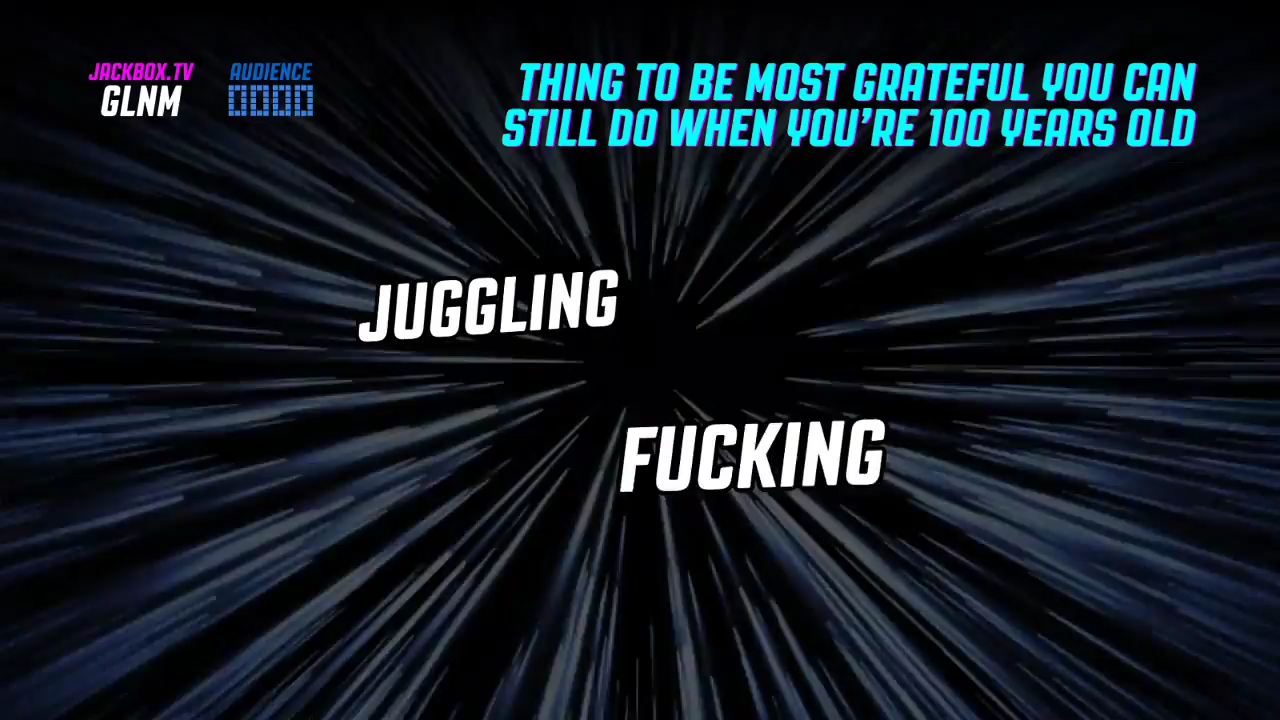 JACKBOX.TV
GLNM
AUDIENCE
0000
THING TO BE MOST GRATEFUL YOU CAN
STILL DO WHEN YOU'RE 100 YEARS OLD
JUGGLING
FUCKING